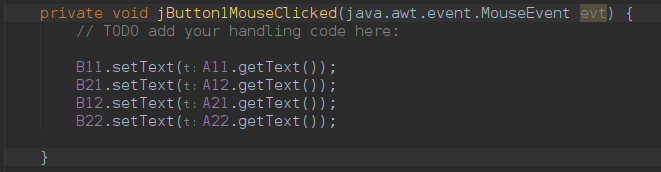 private void jButton1MouseClicked(java.awt.event.MouseEvent evt) {
// TODO add your handling code here:
B11.setText(t: A11.getText());
B21.setText(t: A12.getText());
B12.setText(t: A21.getText());
B22.setText(t: A22.getText());
}